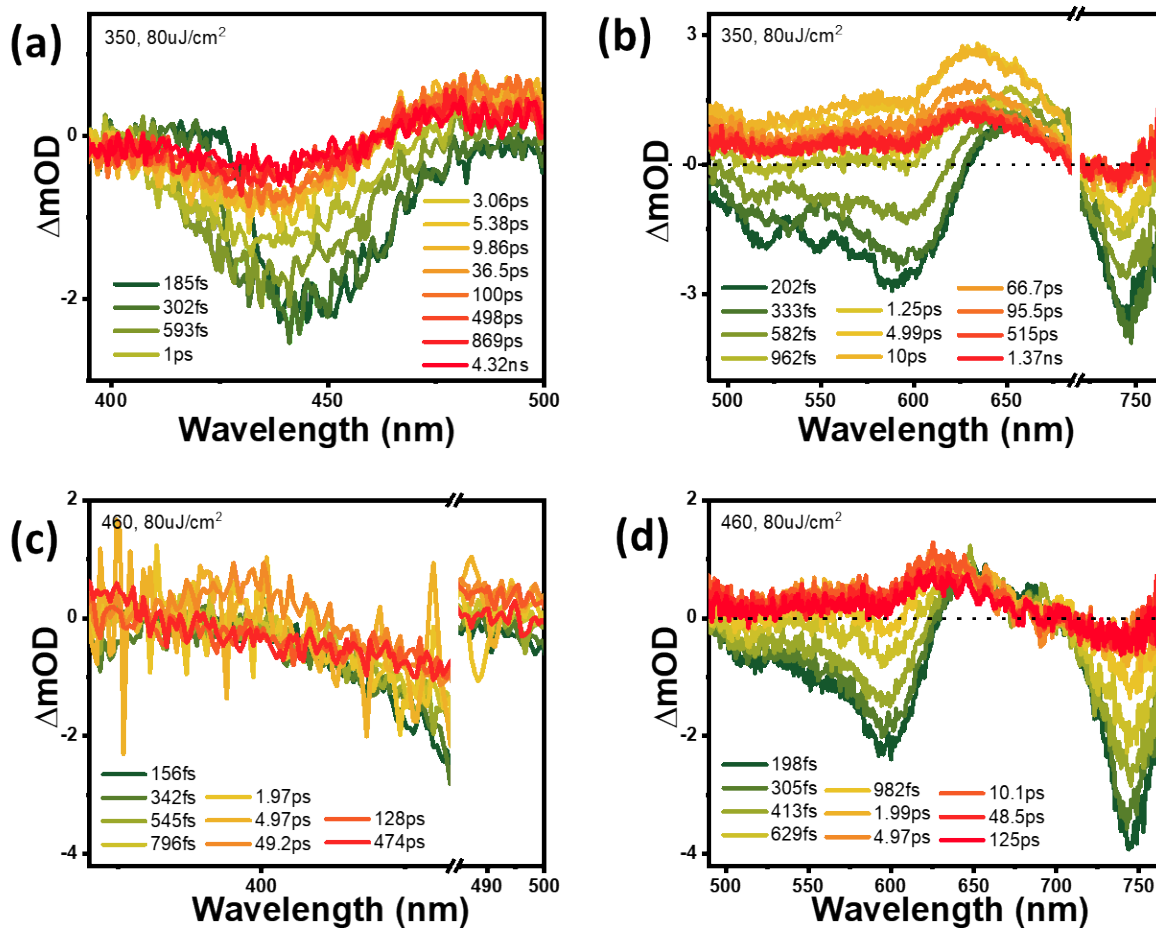 (a)
350, 80uJ/cm²
0
-2
ΔmOD
185fs
302fs
593fs
1ps
3.06ps
5.38ps
9.86ps
36.5ps
100ps
498ps
869ps
4.32ns
400
450
500
Wavelength (nm)
(b)
350, 80uJ/cm²
3
0
-3
ΔmOD
202fs
333fs
582fs
962fs
1.25ps
4.99ps
10ps
66.7ps
95.5ps
515ps
1.37ns
500
550
600
650
750
Wavelength (nm)
(c)
460, 80uJ/cm²
2
0
-2
-4
ΔmOD
156fs
342fs
545fs
796fs
1.97ps
4.97ps
49.2ps
128ps
474ps
400
490
500
Wavelength (nm)
(d)
460, 80uJ/cm²
2
0
-2
-4
ΔmOD
198fs
305fs
413fs
629fs
982fs
1.99ps
4.97ps
10.1ps
48.5ps
125ps
500
550
600
650
700
750
Wavelength (nm)